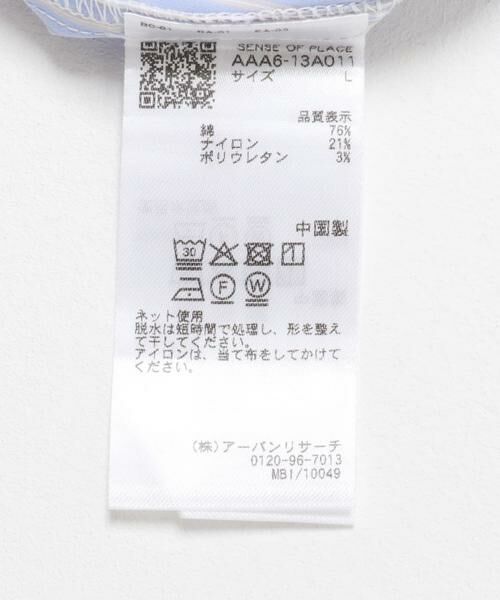 SENSE OF PLACE
AAA6-13A011
サイズ L
品質表示
綿 76%
ナイロン 21%
ポリウレタン 3%
中国製
30
F W
ネット使用
脱水は短時間で処理し、形を整え
て干してください。
アイロンは、当て布をしてかけて
ください。
(株)アーバンリサーチ
0120-96-7013
MB1/10049